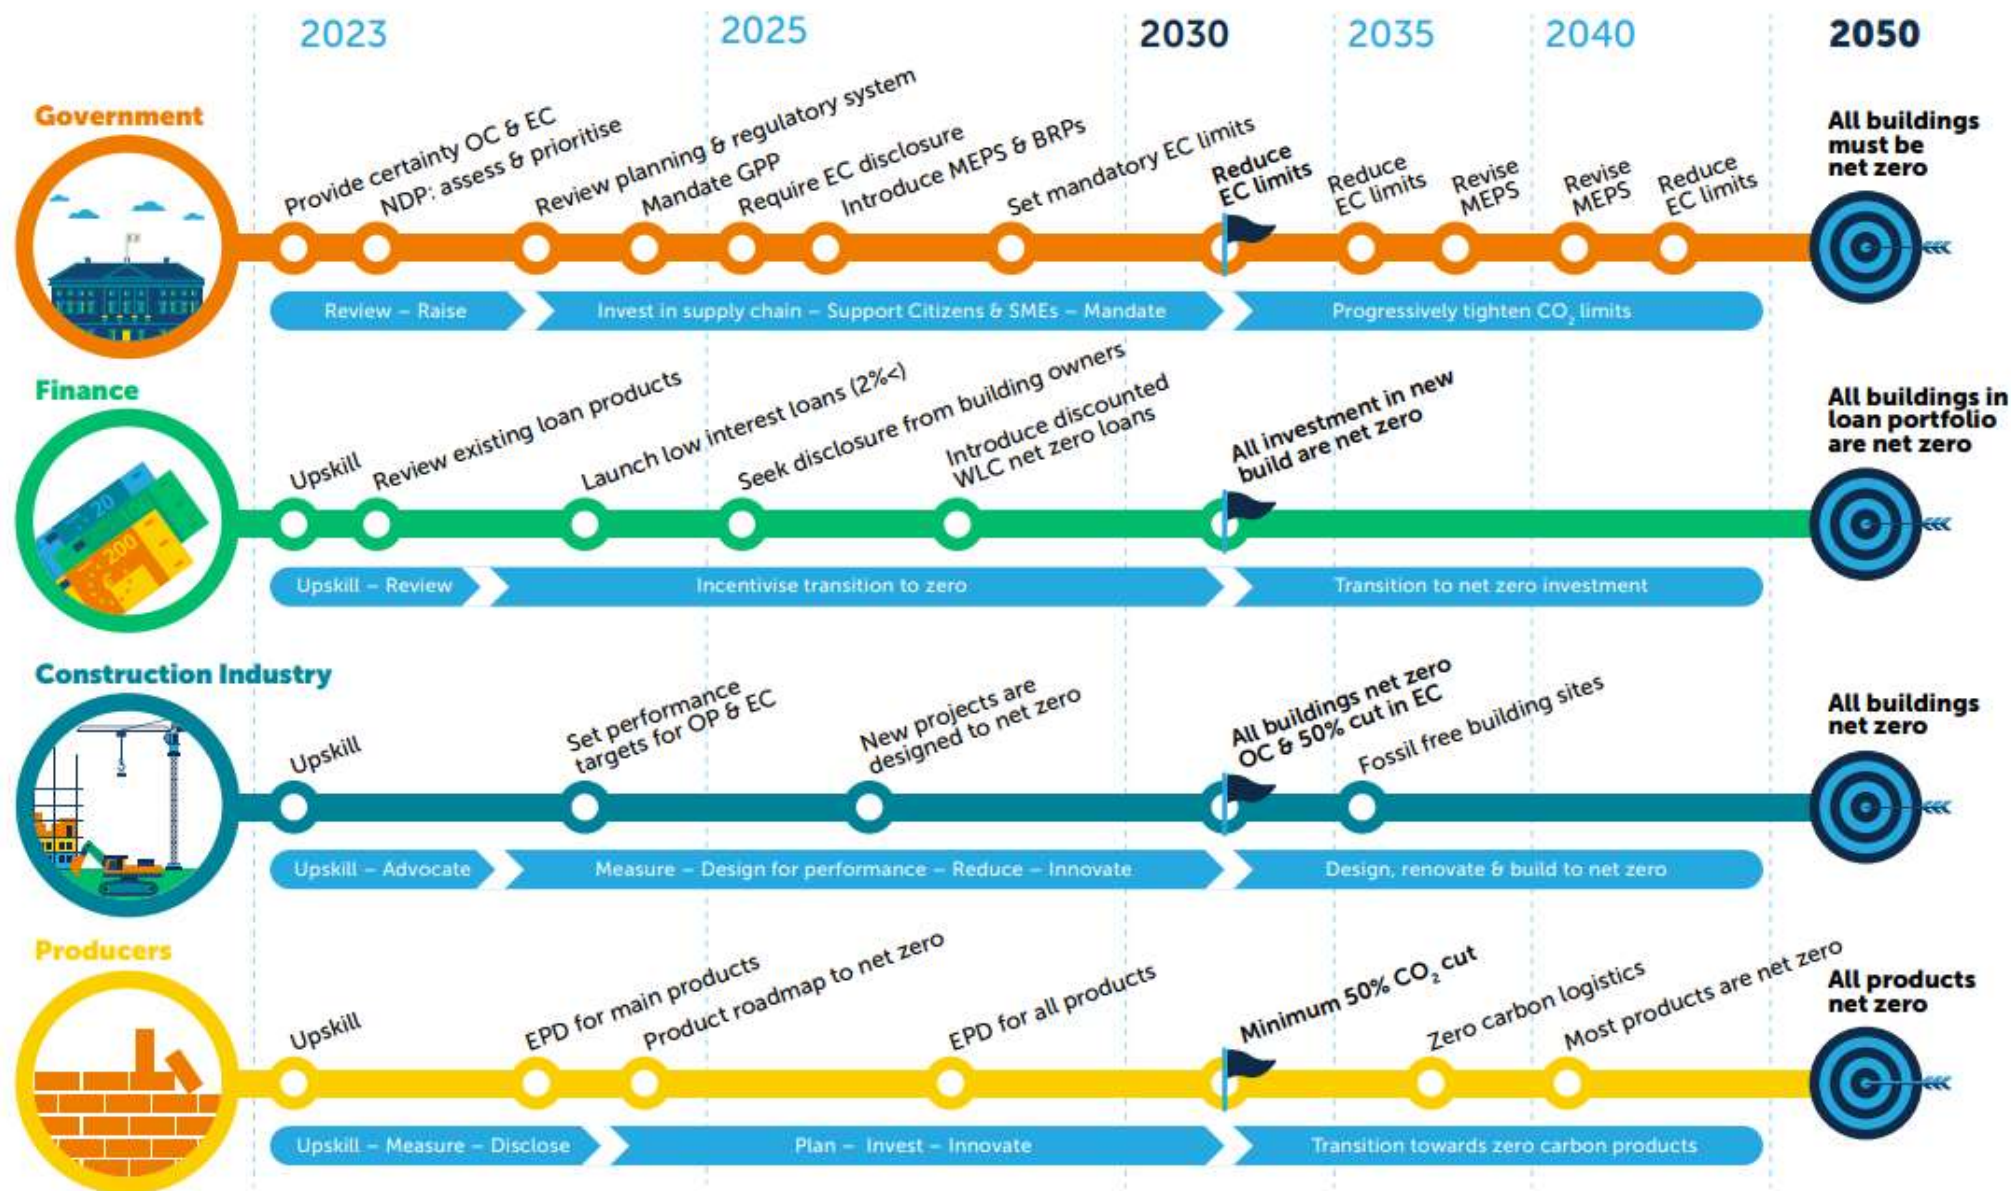 2023
2025
2030
2035
2040
2050
Government
Provide certainty OC & EC
NDP: assess & prioritise
Review planning & regulatory system
Mandate GPP
Require EC disclosure
Introduce MEPS & BRPs
Set mandatory EC limits
Reduce
EC limits
Reduce
EC limits
Revise
MEPS
Revise
MEPS
Reduce
EC limits
All buildings
must be
net zero
Review – Raise
Invest in supply chain – Support Citizens & SMEs – Mandate
Progressively tighten CO₂ limits
Finance
20
200
Upskill
Review existing loan products
Launch low interest loans (2%<)
Seek disclosure from building owners
Introduce discounted
WLC net zero loans
All investment in new
build are net zero
All buildings in
loan portfolio
are net zero
Upskill – Review
Incentivise transition to zero
Transition to net zero investment
Construction Industry
Upskill
Set performance
targets for OP & EC
New projects are
designed to net zero
All buildings net zero
OC & 50% cut in EC
Fossil free building sites
All buildings
net zero
Upskill – Advocate
Measure – Design for performance – Reduce – Innovate
Design, renovate & build to net zero
Producers
Upskill
EPD for main products
Product roadmap to net zero
EPD for all products
Minimum 50% CO₂ cut
Zero carbon logistics
Most products are net zero
All products
net zero
Upskill – Measure – Disclose
Plan – Invest – Innovate
Transition towards zero carbon products